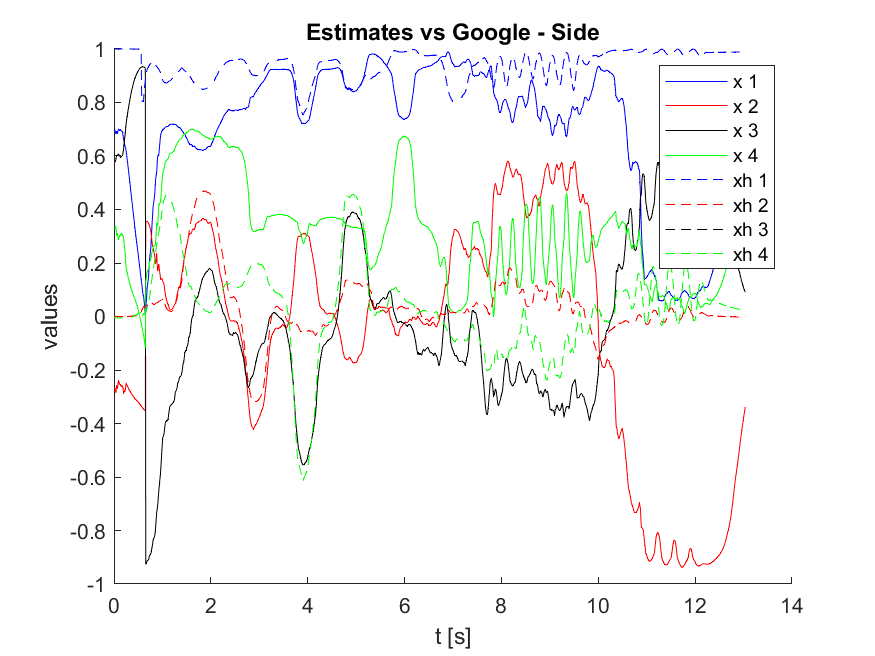 Estimates vs Google - Side
1
0.8
0.6
0.4
0.2
0
-0.2
-0.4
-0.6
-0.8
-1
values
x 1
x 2
x 3
x 4
xh 1
xh 2
xh 3
xh 4
0 2 4 6 8 10 12 14
t [s]